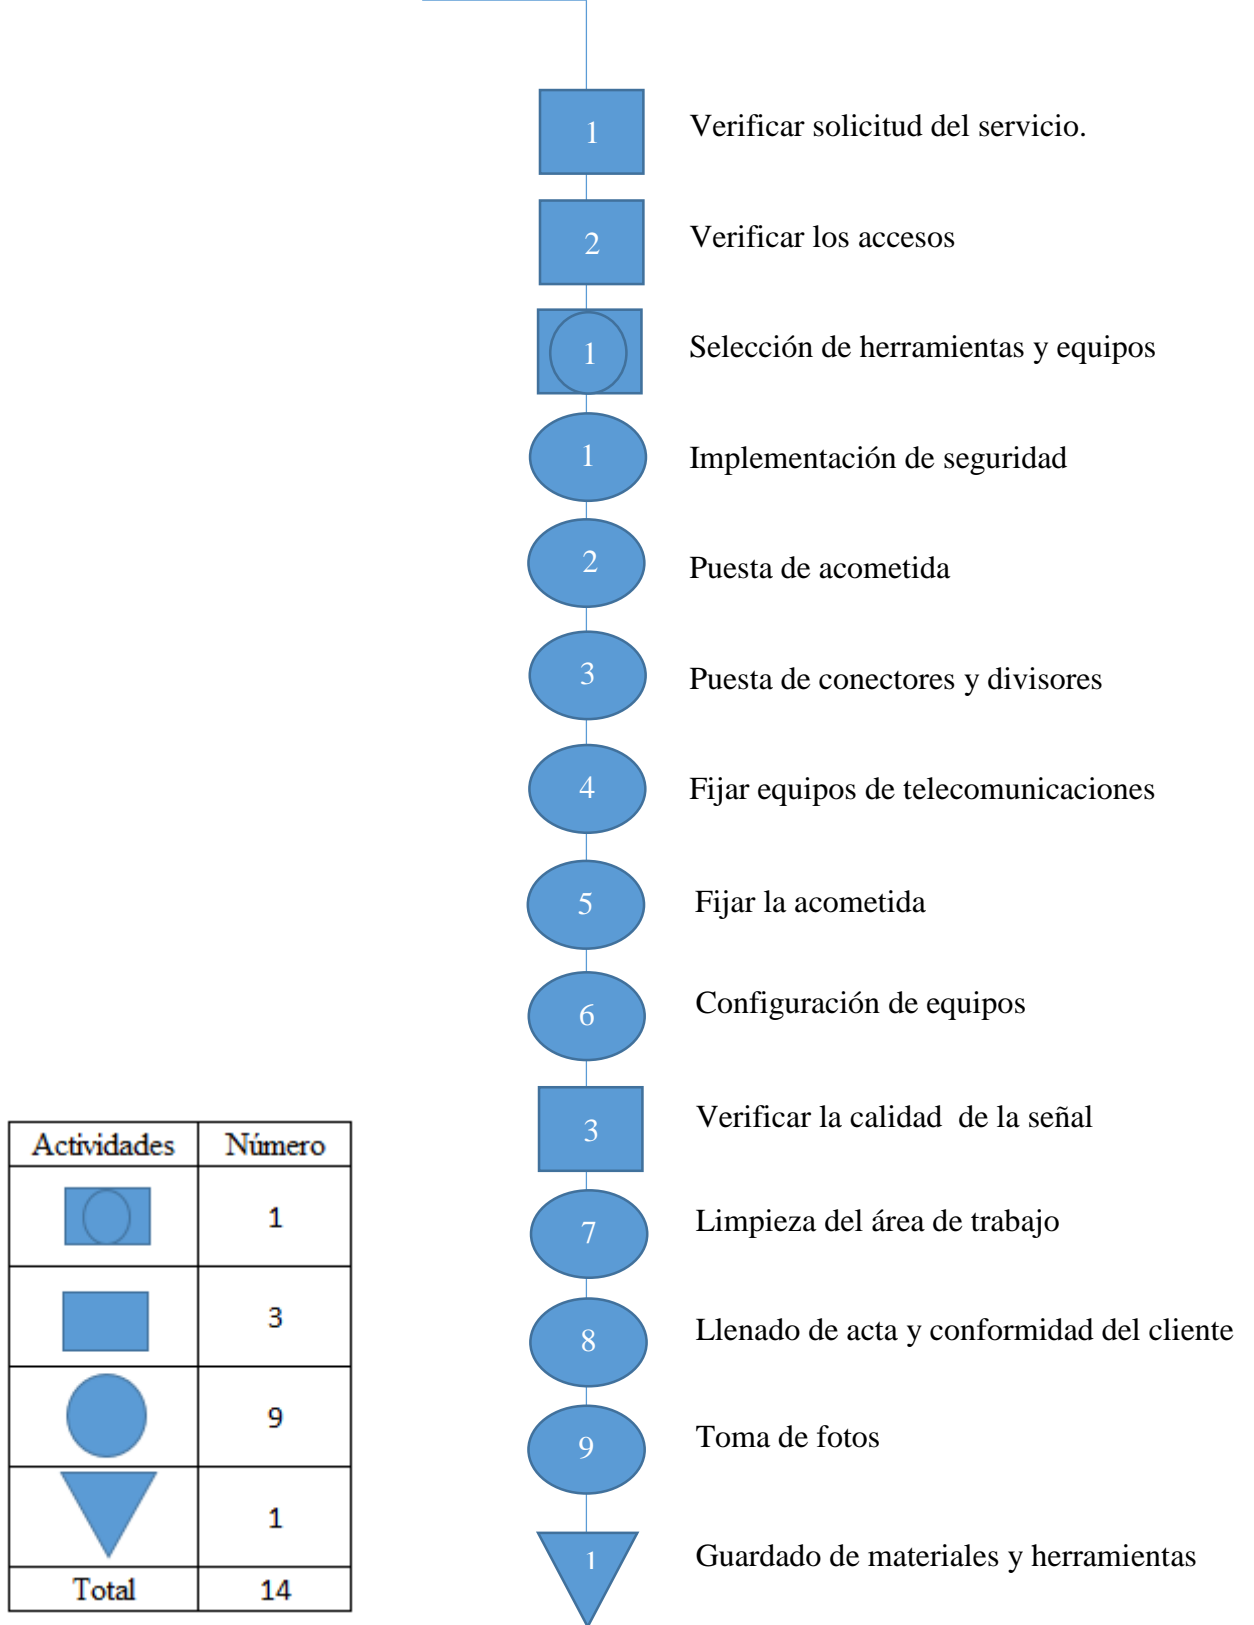 1 Verificar solicitud del servicio.
2 Verificar los accesos
1 Selección de herramientas y equipos
1 Implementación de seguridad
2 Puesta de acometida
3 Puesta de conectores y divisores
4 Fijar equipos de telecomunicaciones
5 Fijar la acometida
6 Configuración de equipos
3 Verificar la calidad  de la señal
7 Limpieza del área de trabajo
8 Llenado de acta y conformidad del cliente
9 Toma de fotos
1 Guardado de materiales y herramientas
Actividades Número
1
3
9
1
Total 14